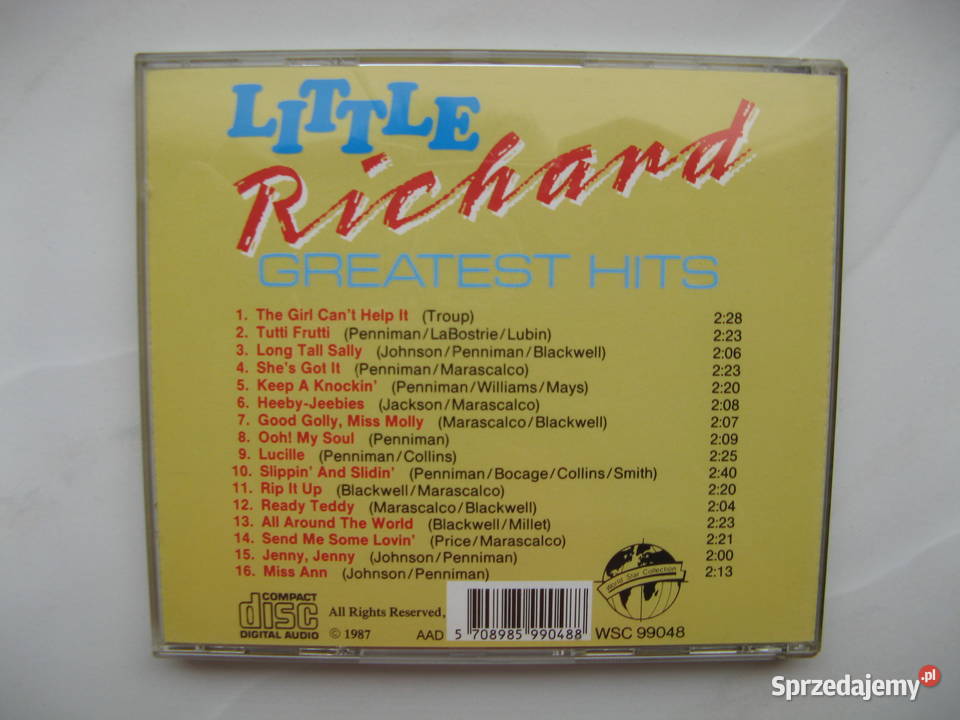 LITTLE
Richard
GREATEST HITS
1. The Girl Can't Help It (Troup) 2:28
2. Tutti Frutti (Penniman/LaBostrie/Lubin) 2:23
3. Long Tall Sally (Johnson/Penniman/Blackwell) 2:06
4. She's Got It (Penniman/Marascalco) 2:23
5. Keep A Knockin' (Penniman/Williams/Mays) 2:20
6. Heeby-Jeebies (Jackson/Marascalco) 2:08
7. Good Golly, Miss Molly (Marascalco/Blackwell) 2:07
8. Ooh! My Soul (Penniman) 2:09
9. Lucille (Penniman/Collins) 2:25
10. Slippin' And Slidin' (Penniman/Bocage/Collins/Smith) 2:40
11. Rip It Up (Blackwell/Marascalco) 2:20
12. Ready Teddy (Marascalco/Blackwell) 2:04
13. All Around The World (Blackwell/Millet) 2:23
14. Send Me Some Lovin' (Price/Marascalco) 2:21
15. Jenny, Jenny (Johnson/Penniman) 2:00
16. Miss Ann (Johnson/Penniman) 2:13
World Star Collection
COMPACT
disc
DIGITAL AUDIO
All Rights Reserved,
© 1987 AAD
5 708985 990488
WSC 99048
Sprzedajemy.pl